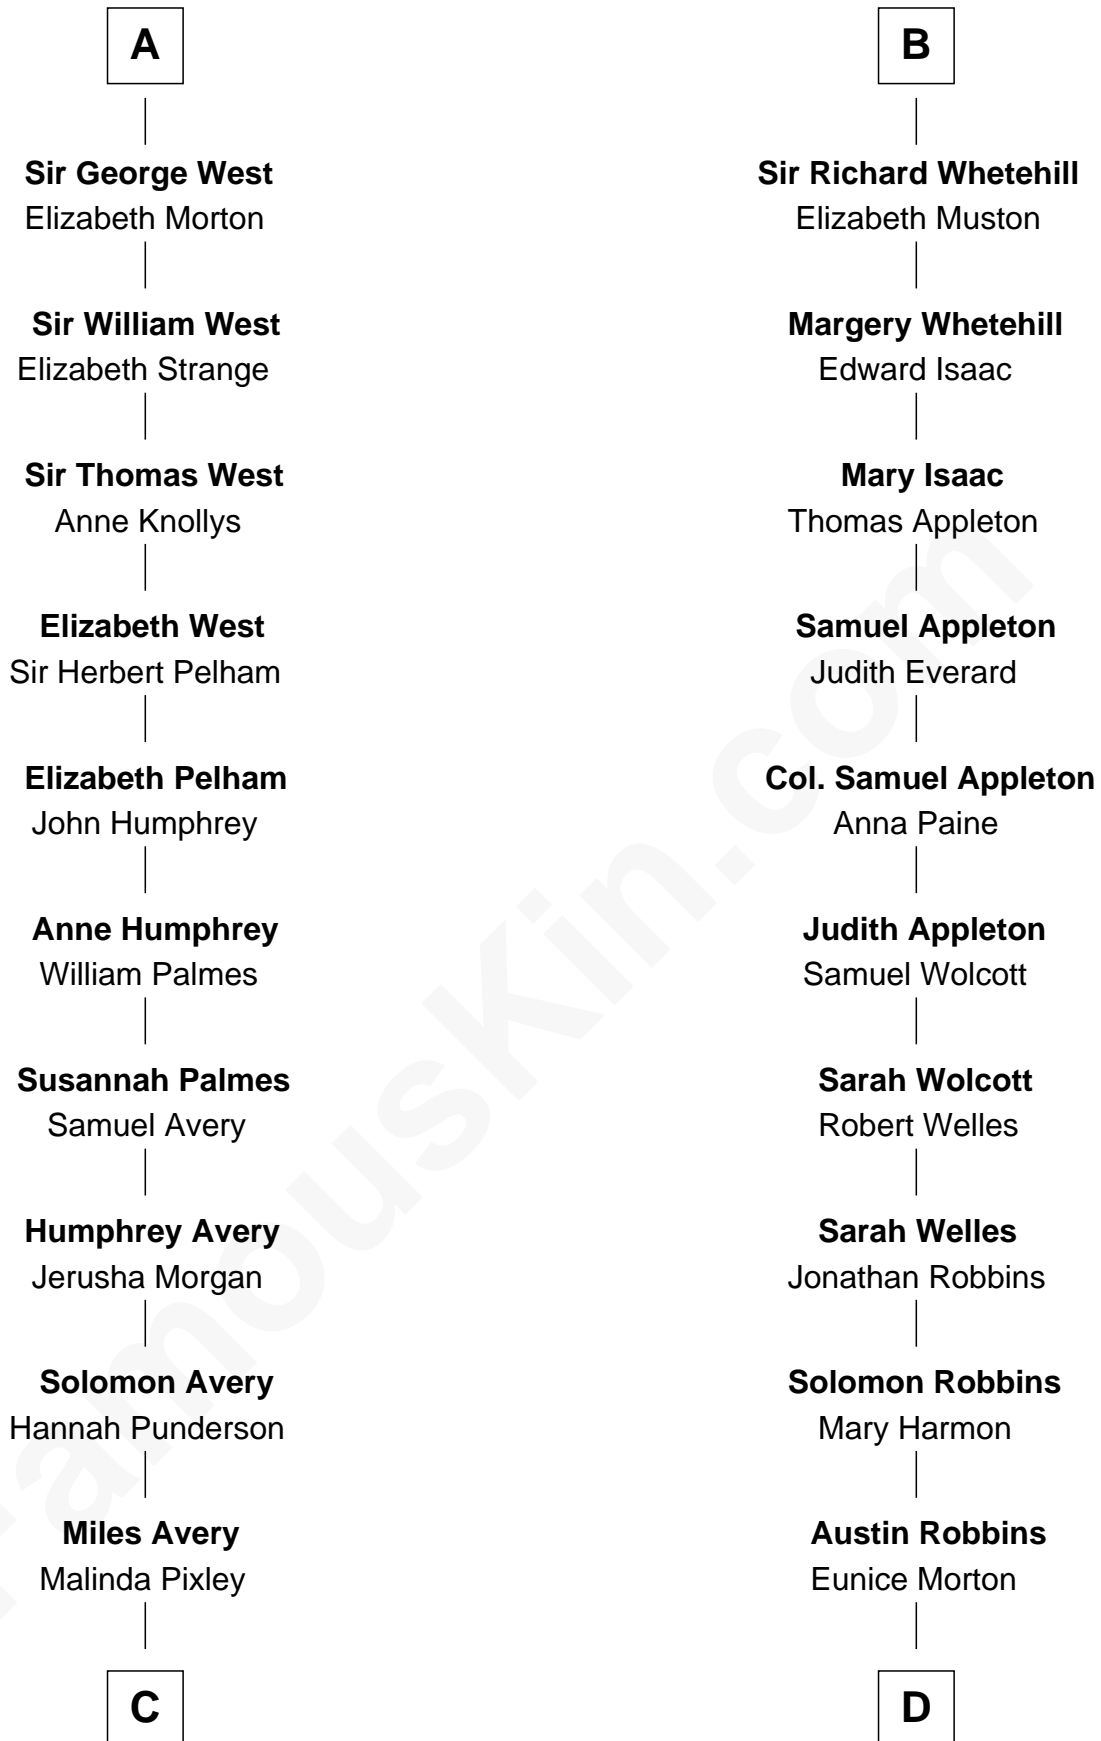 A
Sir George West
Elizabeth Morton
Sir William West
Elizabeth Strange
Sir Thomas West
Anne Knollys
Elizabeth West
Sir Herbert Pelham
Elizabeth Pelham
John Humphrey
Anne Humphrey
William Palmes
Susannah Palmes
Samuel Avery
Humphrey Avery
Jerusha Morgan
Solomon Avery
Hannah Punderson
Miles Avery
Malinda Pixley
C
B
Sir Richard Whetehill
Elizabeth Muston
Margery Whetehill
Edward Isaac
Mary Isaac
Thomas Appleton
Samuel Appleton
Judith Everard
Col. Samuel Appleton
Anna Paine
Judith Appleton
Samuel Wolcott
Sarah Wolcott
Robert Welles
Sarah Welles
Jonathan Robbins
Solomon Robbins
Mary Harmon
Austin Robbins
Eunice Morton
D
FamousKin.com